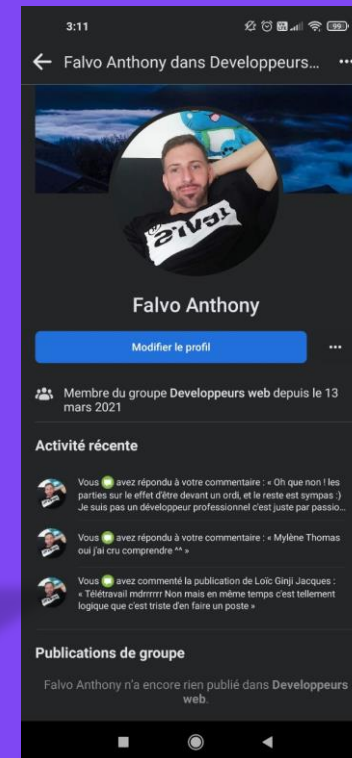 3:11
99
Falvo Anthony dans Developpeurs...
Falvo Anthony
Modifier le profil
Membre du groupe Developpeurs web depuis le 13
mars 2021
Activité récente
Vous avez répondu à votre commentaire : « Oh que non ! les
parties sur le effet d'être devant un ordi, et le reste est sympas :)
Je suis pas un développeur professionnel c'est juste par passio...
Vous avez répondu à votre commentaire : « Mylène Thomas
oui j'ai cru comprendre ^^ »
Vous avez commenté la publication de Loïc Ginji Jacques :
« Télétravail mdrrrrrr Non mais en même temps c'est tellement
logique que c'est triste d'en faire un poste »
Publications de groupe
Falvo Anthony n'a encore rien publié dans Developpeurs
web.